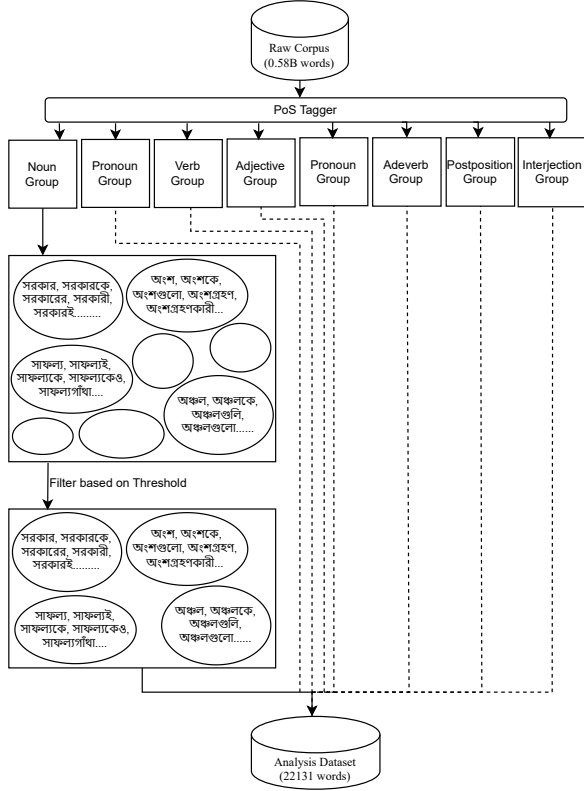 Raw Corpus
(0.58B words)
PoS Tagger
Noun
Group
Pronoun
Group
Verb
Group
Adjective
Group
Pronoun
Group
Adeverb
Group
Postposition
Group
Interjection
Group
সরকার, সরকারকে,
সরকারের, সরকারী,
সরকারই.........
অংশ, অংশকে,
অংশগুলো, অংশগ্রহণ,
অংশগ্রহণকারী...
সাফল্য, সাফল্যই,
সাফল্যকে, সাফল্যকেও,
সাফল্যগাঁথা....
অঞ্চল, অঞ্চলকে,
অঞ্চলগুলি,
অঞ্চলগুলো......
Filter based on Threshold
সরকার, সরকারকে,
সরকারের, সরকারী,
সরকারই.........
অংশ, অংশকে,
অংশগুলো, অংশগ্রহণ,
অংশগ্রহণকারী...
সাফল্য, সাফল্যই,
সাফল্যকে, সাফল্যকেও,
সাফল্যগাঁথা....
অঞ্চল, অঞ্চলকে,
অঞ্চলগুলি,
অঞ্চলগুলো......
Analysis Dataset
(22131 words)